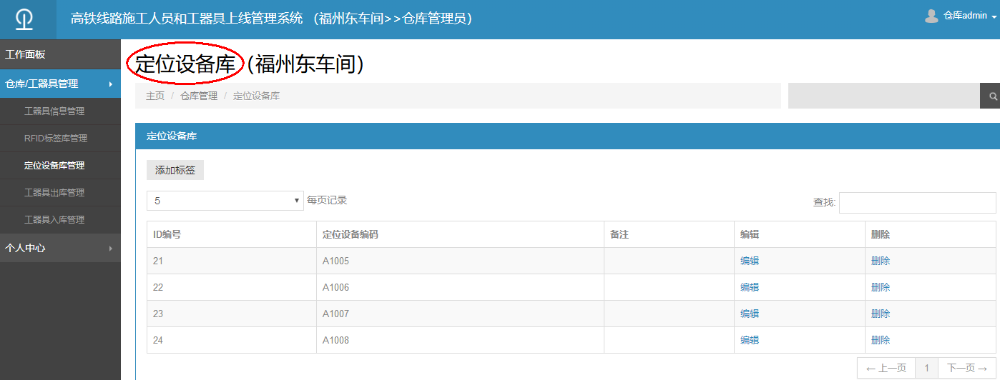 高铁线路施工人员和工器具上线管理系统 （福州东车间>>仓库管理员）
仓库admin
工作面板
仓库/工器具管理
工器具信息管理
RFID标签库管理
定位设备库管理
工器具出库管理
工器具入库管理
个人中心
定位设备库（福州东车间）
主页 / 仓库管理 / 定位设备库
定位设备库
添加标签
5 每页记录
查找:
ID编号 定位设备编码 备注 编辑 删除
21 A1005 编辑 删除
22 A1006 编辑 删除
23 A1007 编辑 删除
24 A1008 编辑 删除
← 上一页 1 下一页 →